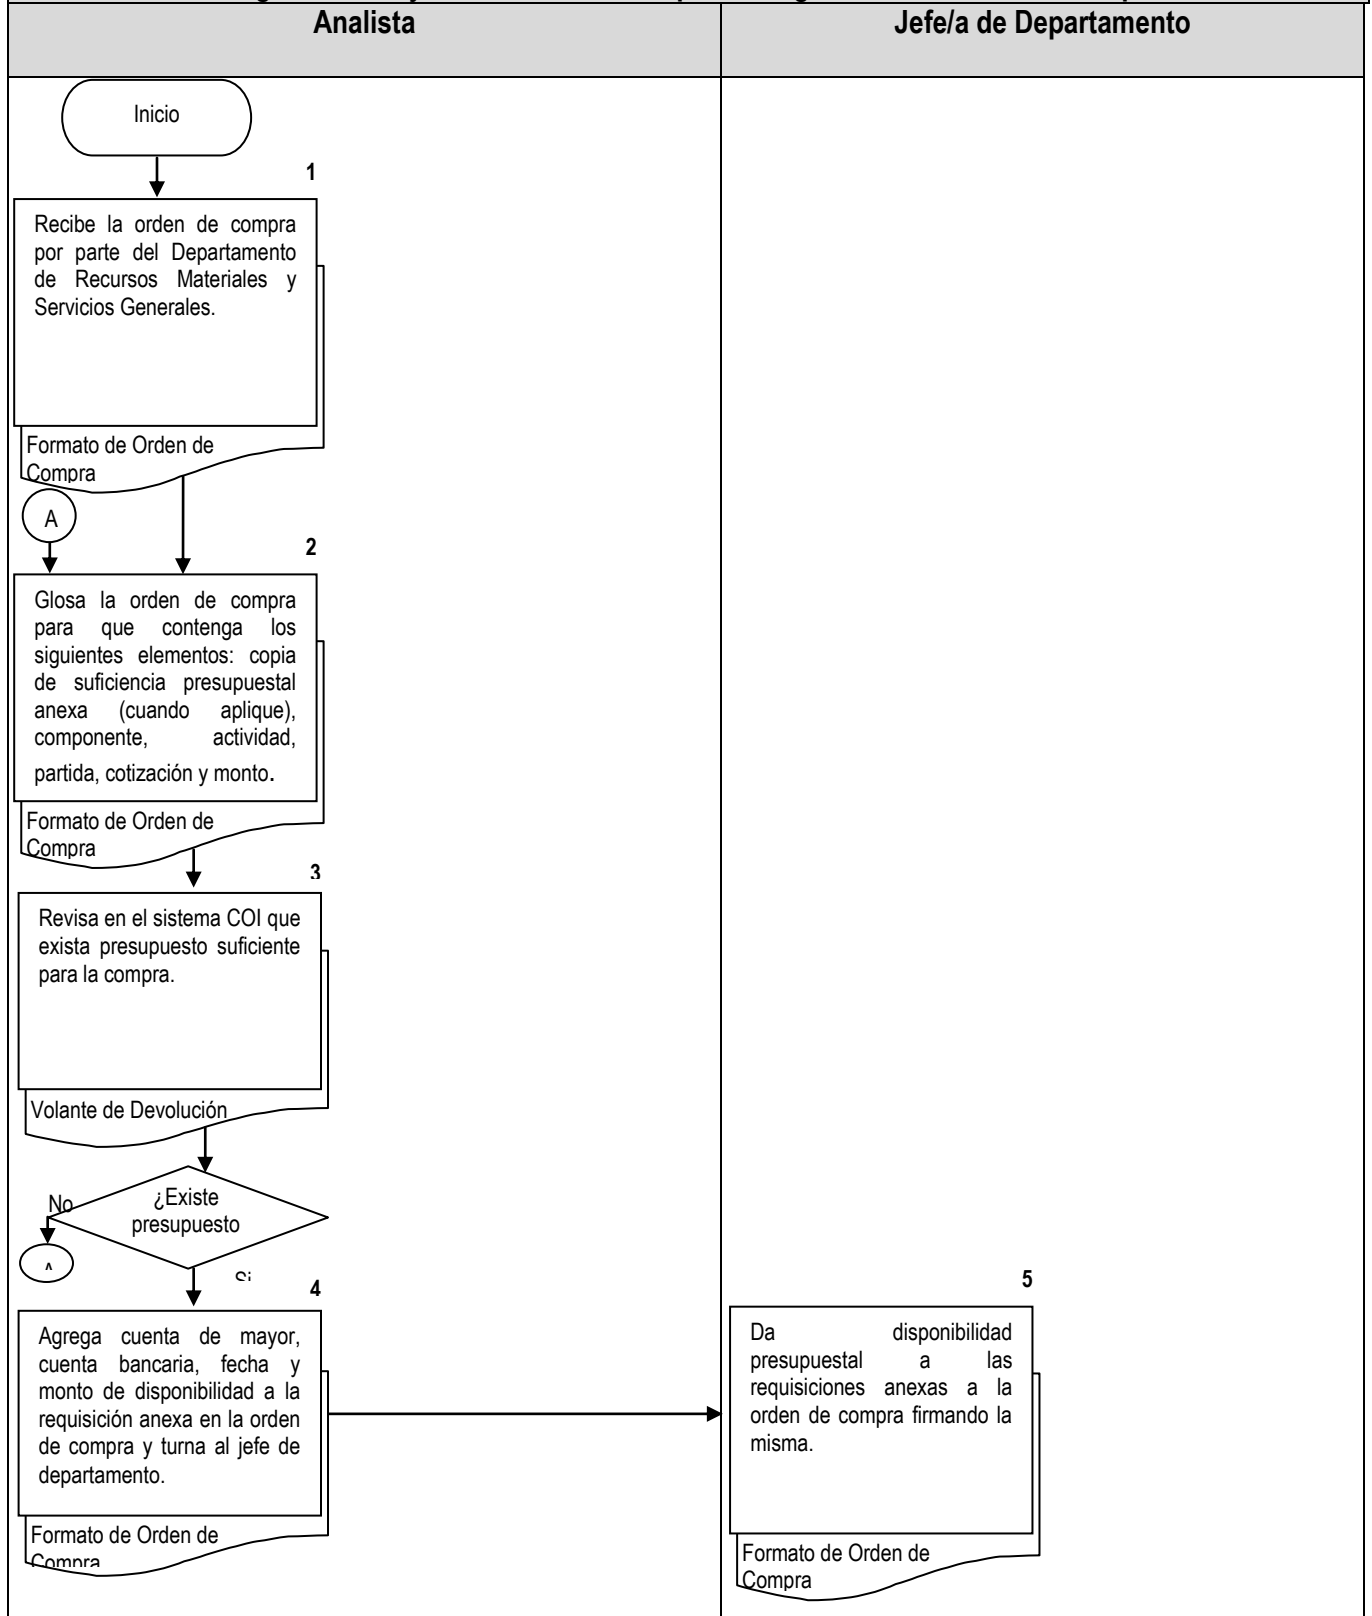 Analista
Jefe/a de Departamento
Inicio
1
Recibe la orden de compra
por parte del Departamento
de Recursos Materiales y
Servicios Generales.
Formato de Orden de
Compra
A
2
Glosa la orden de compra
para que contenga los
siguientes elementos: copia
de suficiencia presupuestal
anexa (cuando aplique),
componente, actividad,
partida, cotización y monto.
Formato de Orden de
Compra
3
Revisa en el sistema COI que
exista presupuesto suficiente
para la compra.
Volante de Devolución
¿Existe
presupuesto
No
A
Si
4
Agrega cuenta de mayor,
cuenta bancaria, fecha y
monto de disponibilidad a la
requisición anexa en la orden
de compra y turna al jefe de
departamento.
Formato de Orden de
Compra
5
Da disponibilidad
presupuestal a las
requisiciones anexas a la
orden de compra firmando la
misma.
Formato de Orden de
Compra